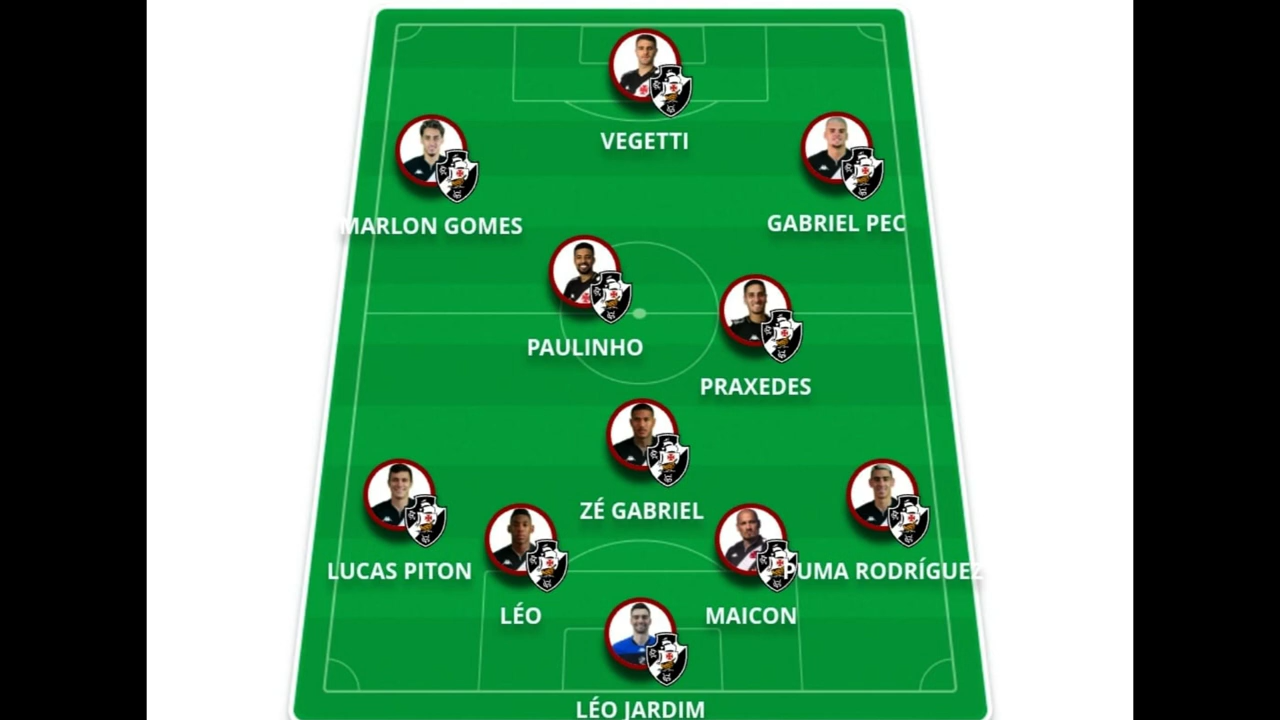 VEGETTI
MARLON GOMES
GABRIEL PEC
PAULINHO
PRAXEDES
ZÉ GABRIEL
LUCAS PITON
PUMA RODRÍGUEZ
LÉO
MAICON
LÉO JARDIM